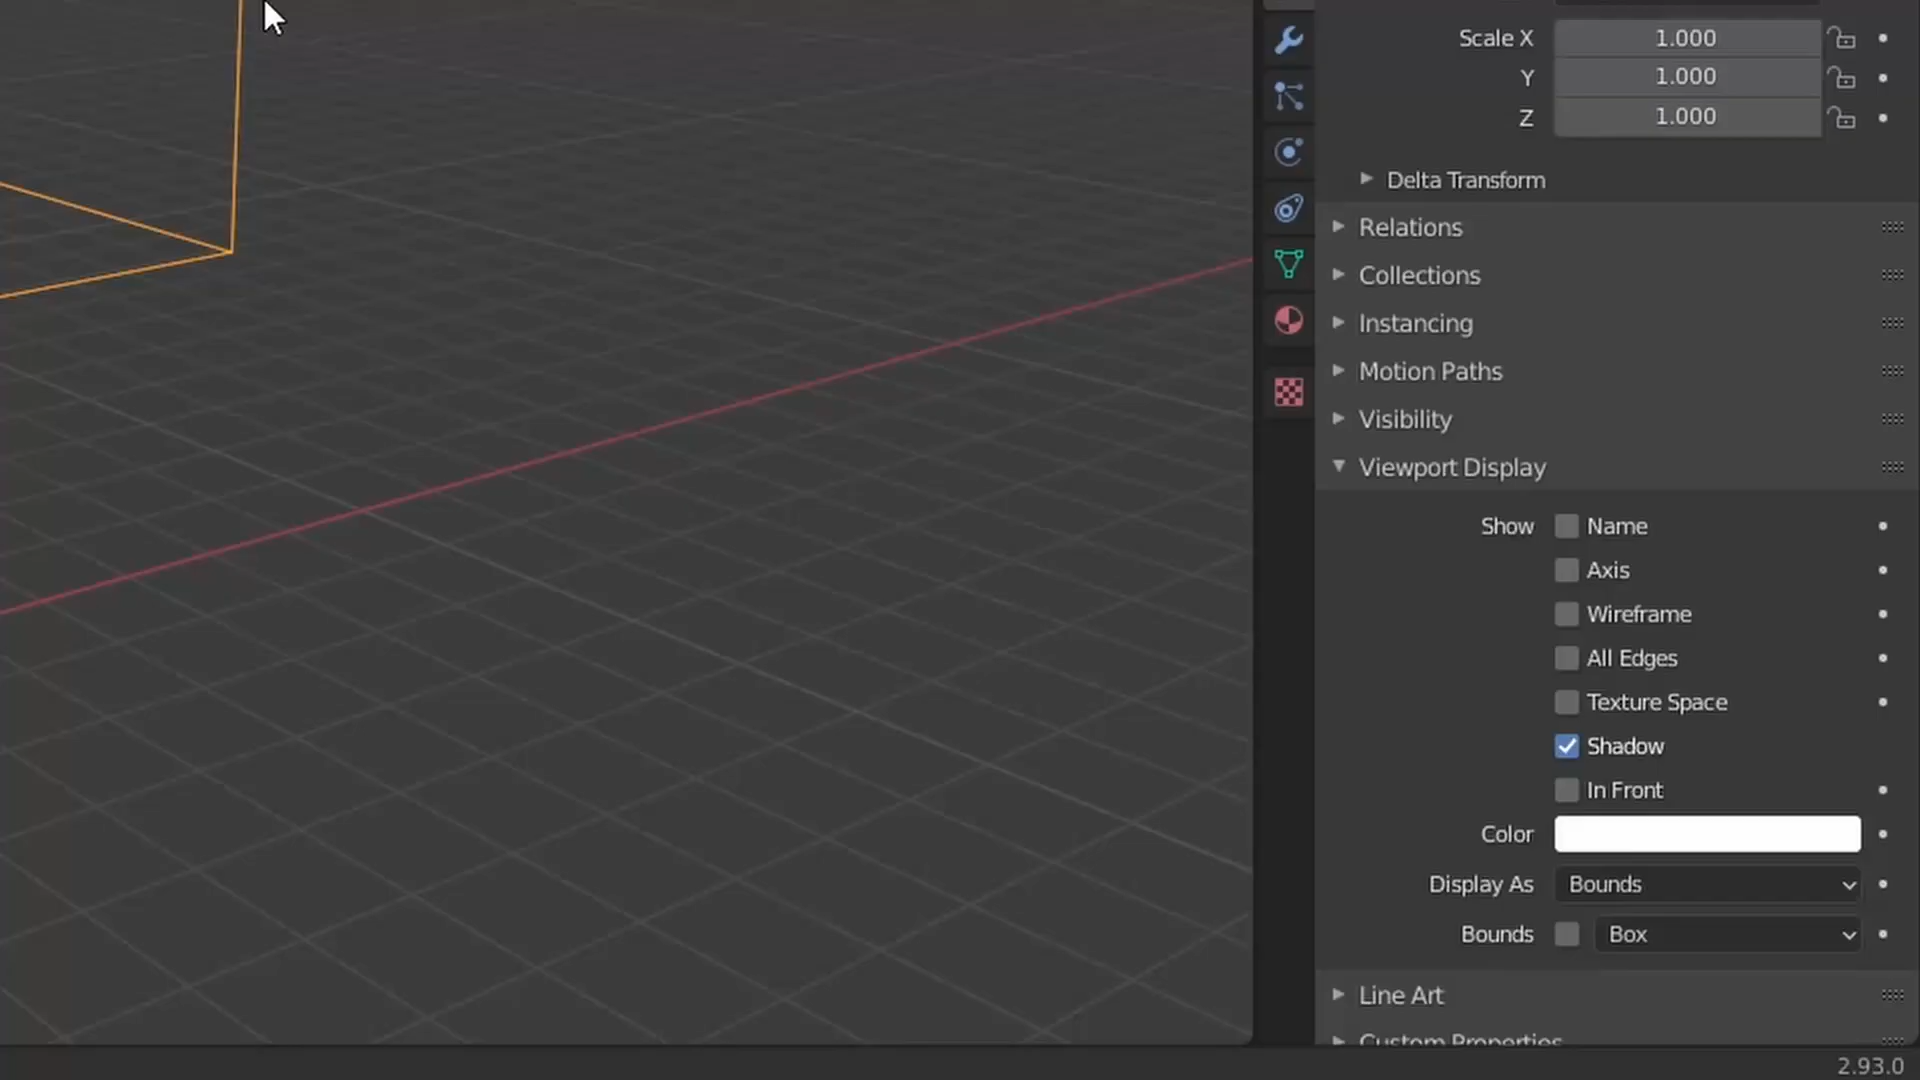 Scale X 1.000
Y 1.000
Z 1.000
Delta Transform
Relations
Collections
Instancing
Motion Paths
Visibility
Viewport Display
Show Name
Axis
Wireframe
All Edges
Texture Space
Shadow
In Front
Color
Display As Bounds
Bounds Box
Line Art
Custom Properties
2.93.0